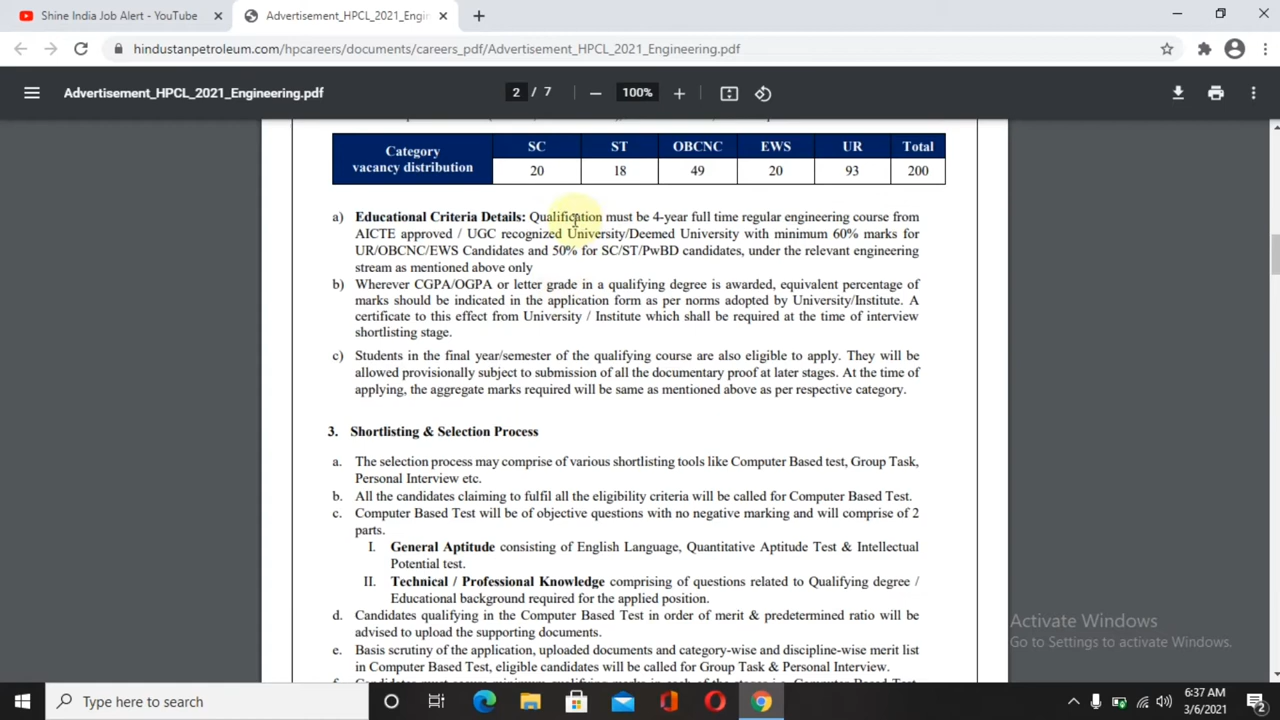 Shine India Job Alert - YouTube
Advertisement_HPCL_2021_Engin
hindustanpetroleum.com/hpcareers/documents/careers_pdf/Advertisement_HPCL_2021_Engineering.pdf
Advertisement_HPCL_2021_Engineering.pdf
2 / 7
100%
Category vacancy distribution SC ST OBCNC EWS UR Total
20 18 49 20 93 200
a) Educational Criteria Details: Qualification must be 4-year full time regular engineering course from
AICTE approved / UGC recognized University/Deemed University with minimum 60% marks for
UR/OBCNC/EWS Candidates and 50% for SC/ST/PwBD candidates, under the relevant engineering
stream as mentioned above only
b) Wherever CGPA/OGPA or letter grade in a qualifying degree is awarded, equivalent percentage of
marks should be indicated in the application form as per norms adopted by University/Institute. A
certificate to this effect from University / Institute which shall be required at the time of interview
shortlisting stage.
c) Students in the final year/semester of the qualifying course are also eligible to apply. They will be
allowed provisionally subject to submission of all the documentary proof at later stages. At the time of
applying, the aggregate marks required will be same as mentioned above as per respective category.
3. Shortlisting & Selection Process
a. The selection process may comprise of various shortlisting tools like Computer Based test, Group Task,
Personal Interview etc.
b. All the candidates claiming to fulfil all the eligibility criteria will be called for Computer Based Test.
c. Computer Based Test will be of objective questions with no negative marking and will comprise of 2
parts.
I. General Aptitude consisting of English Language, Quantitative Aptitude Test & Intellectual
Potential test.
II. Technical / Professional Knowledge comprising of questions related to Qualifying degree /
Educational background required for the applied position.
d. Candidates qualifying in the Computer Based Test in order of merit & predetermined ratio will be
advised to upload the supporting documents.
e. Basis scrutiny of the application, uploaded documents and category-wise and discipline-wise merit list
in Computer Based Test, eligible candidates will be called for Group Task & Personal Interview.
Activate Windows
Go to Settings to activate Windows.
Type here to search
6:37 AM
3/6/2021
2